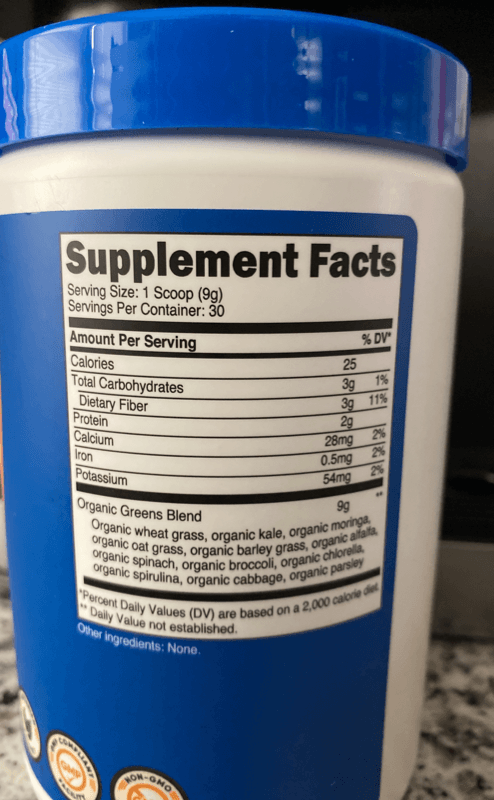 Supplement Facts
Serving Size: 1 Scoop (9g)
Servings Per Container: 30
Amount Per Serving % DV*
Calories 25
Total Carbohydrates 3g 1%
Dietary Fiber 3g 11%
Protein 2g
Calcium 28mg 2%
Iron 0.5mg 2%
Potassium 54mg 2%
Organic Greens Blend 9g **
Organic wheat grass, organic kale, organic moringa,
organic oat grass, organic barley grass, organic alfalfa,
organic spinach, organic broccoli, organic chlorella,
organic spirulina, organic cabbage, organic parsley
*Percent Daily Values (DV) are based on a 2,000 calorie diet.
** Daily Value not established.
Other ingredients: None.
COMPLIANT
GMP
FACILITY
NON-GMO